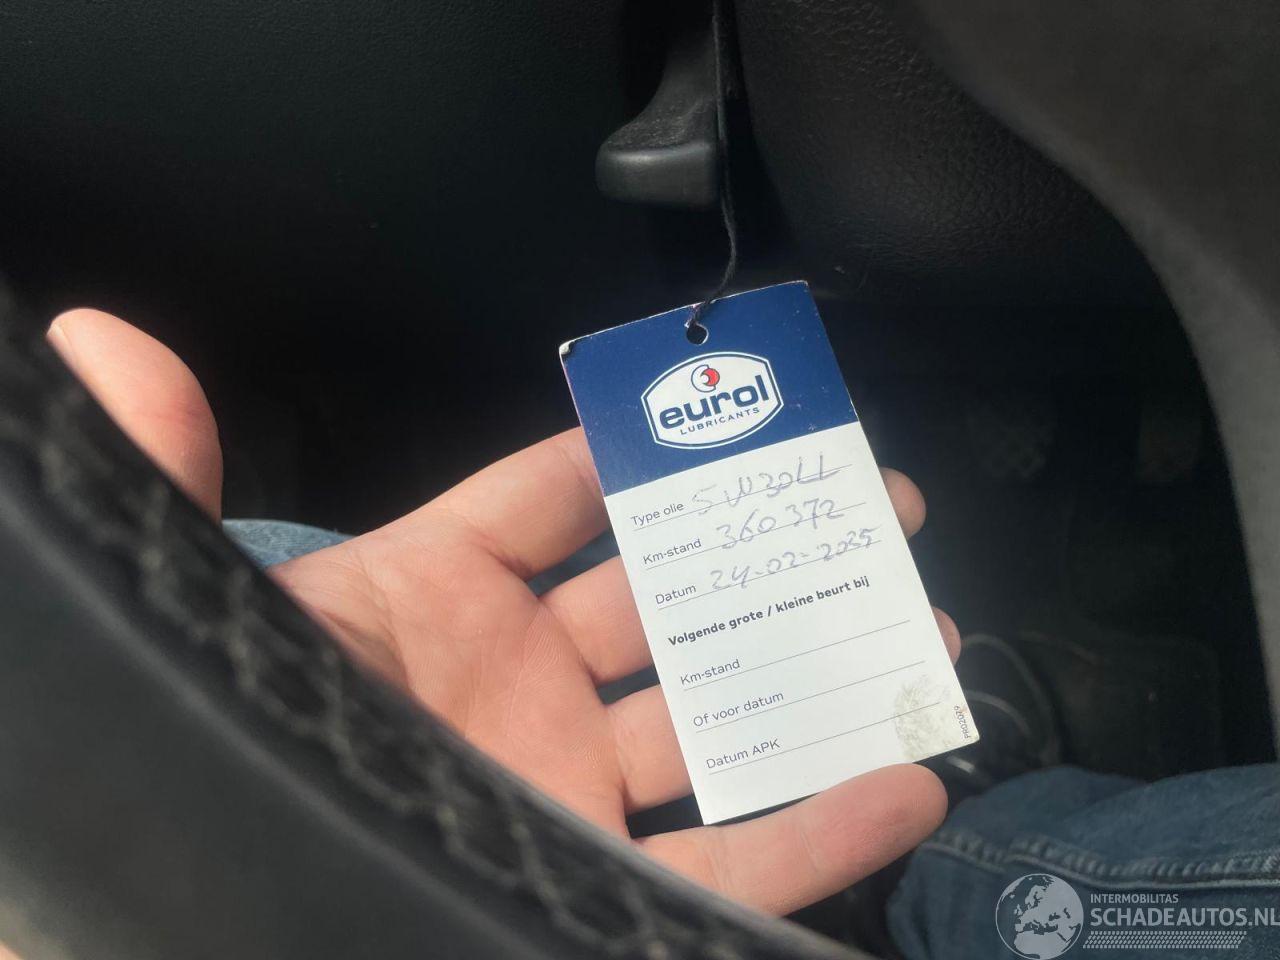 eurol
LUBRICANTS
Type olie 5W30LL
Km-stand 360372
Datum 24-02-2025
Volgende grote / kleine beurt bij
Km-stand
Of voor datum
Datum APK
PR02079
INTERMOBILITAS
SCHADEAUTOS.NL